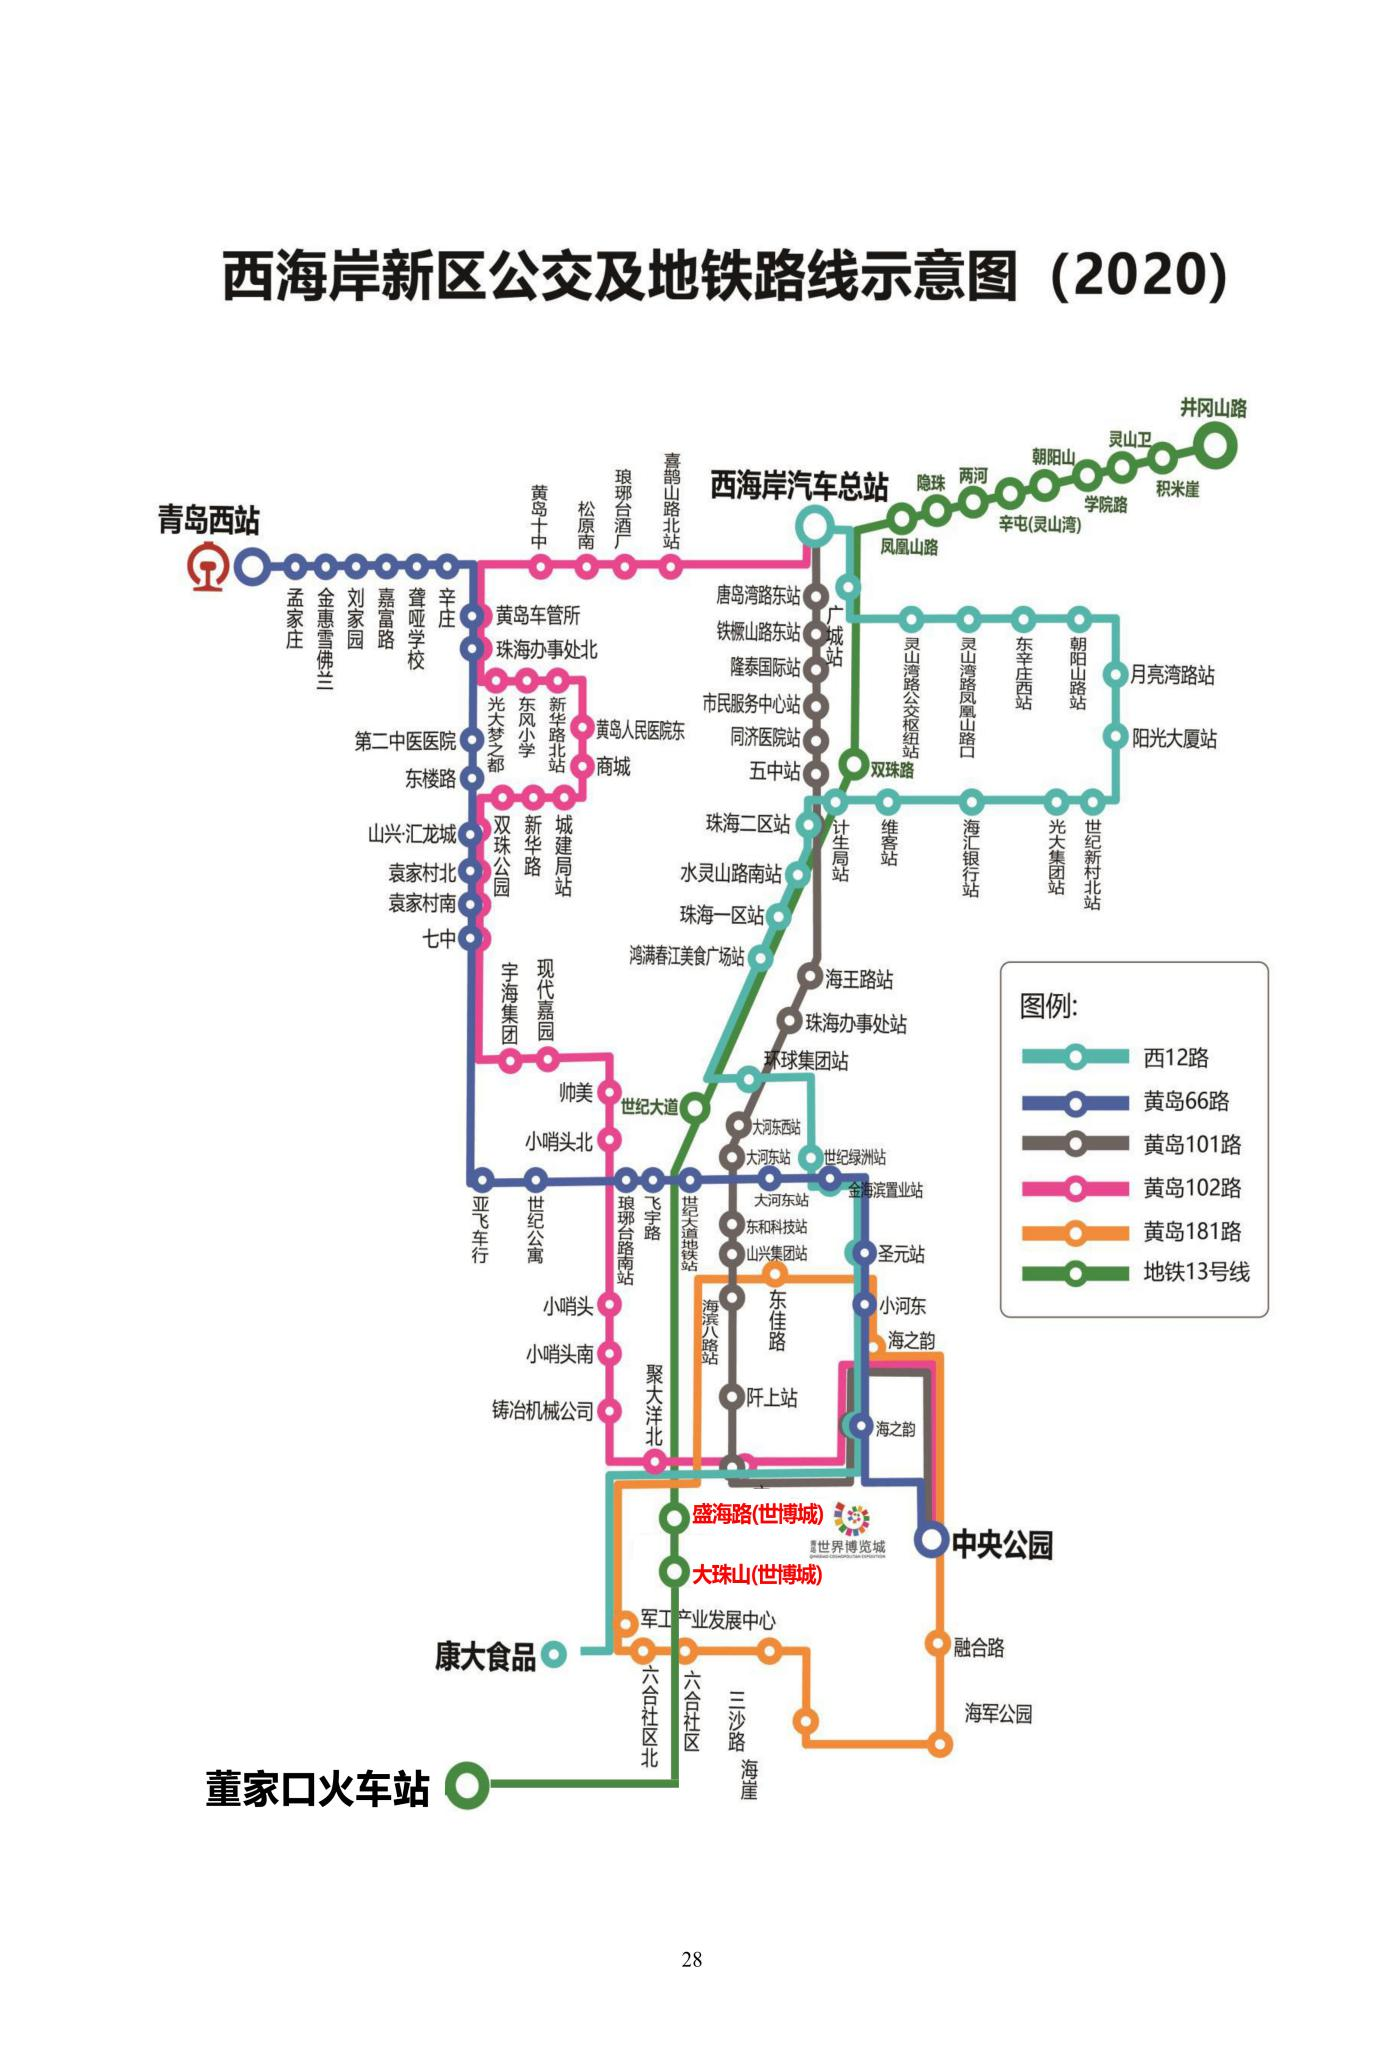 西海岸新区公交及地铁路线示意图（2020）
井冈山路
灵山卫
积米崖
朝阳山
学院路
两河
辛屯(灵山湾)
隐珠
凤凰山路
西海岸汽车总站
喜鹊山路北站
琅琊台酒厂
松原南
黄岛十中
青岛西站
孟家庄
金惠雪佛兰
刘家园
嘉富路
聋哑学校
辛庄
黄岛车管所
珠海办事处北
光大梦之都
东风小学
新华路北站
黄岛人民医院东
商城
第二中医医院
东楼路
山兴·汇龙城
袁家村北
袁家村南
七中
双珠公园
新华路
城建局站
唐岛湾路东站
铁橛山路东站
隆泰国际站
市民服务中心站
同济医院站
五中站
广城站
灵山湾路公交枢纽站
灵山湾路凤凰山路口
东辛庄西站
朝阳山路站
月亮湾路站
阳光大厦站
双珠路
珠海二区站
计生局站
维客站
海汇银行站
光大集团站
世纪新村北站
水灵山路南站
珠海一区站
鸿满春江美食广场站
海王路站
珠海办事处站
环球集团站
宇海集团
现代嘉园
帅美
小哨头北
世纪大道
大河东西站
大河东站
世纪绿洲站
金海滨置业站
大河东站
亚飞车行
世纪公寓
琅琊台路南站
飞宇路
世纪大道地铁站
东和科技站
山兴集团站
圣元站
小河东
海之韵
海滨八路站
东佳路
小哨头
小哨头南
铸冶机械公司
聚大洋北
阡上站
海之韵
盛海路(世博城)
大珠山(世博城)
青岛世界博览城
QINGDAO COSMOPOLITAN EXPOSITION
中央公园
军工产业发展中心
康大食品
六合社区北
六合社区
三沙路
海崖
融合路
海军公园
董家口火车站
图例:
西12路
黄岛66路
黄岛101路
黄岛102路
黄岛181路
地铁13号线
28